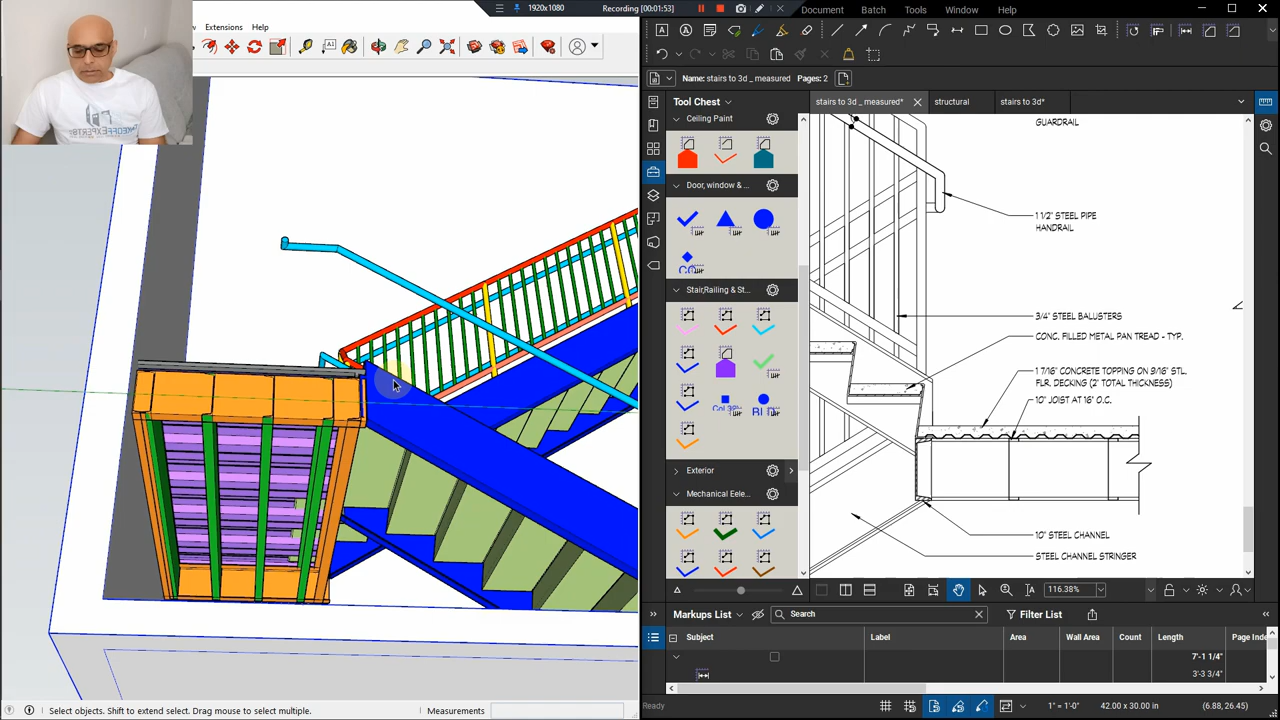 1920x1080
Recording [00:01:53]
Document
Batch
Tools
Window
Help
Extensions
Help
Name: stairs to 3d _ measured
Pages: 2
Tool Chest
stairs to 3d _ measured*
structural
stairs to 3d*
Ceiling Paint
GUARDRAIL
Door, window & ...
1 1/2" STEEL PIPE
HANDRAIL
Stair,Railing & St...
3/4" STEEL BALUSTERS
CONC. FILLED METAL PAN TREAD - TYP.
1 7/16" CONCRETE TOPPING ON 9/16" STL.
FLR. DECKING (2" TOTAL THICKNESS)
10" JOIST AT 16" O.C.
Exterior
Mechanical Eele...
10" STEEL CHANNEL
STEEL CHANNEL STRINGER
116.38%
Markups List
Search
Filter List
Subject
Label
Area
Wall Area
Count
Length
Page Inde
7'-1 1/4"
3'-3 3/4"
Select objects. Shift to extend select. Drag mouse to select multiple.
Measurements
Ready
1" = 1'-0"
42.00 x 30.00 in
(6.88, 26.45)